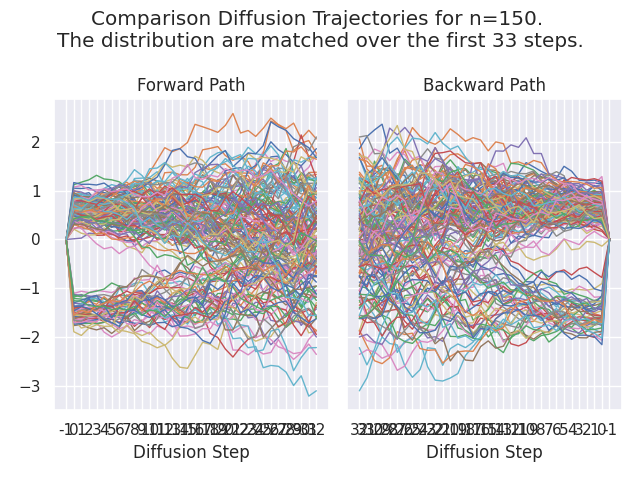 Comparison Diffusion Trajectories for n=150.
The distribution are matched over the first 33 steps.
Forward Path
Backward Path
2
1
0
−1
−2
−3
Diffusion Step
Diffusion Step